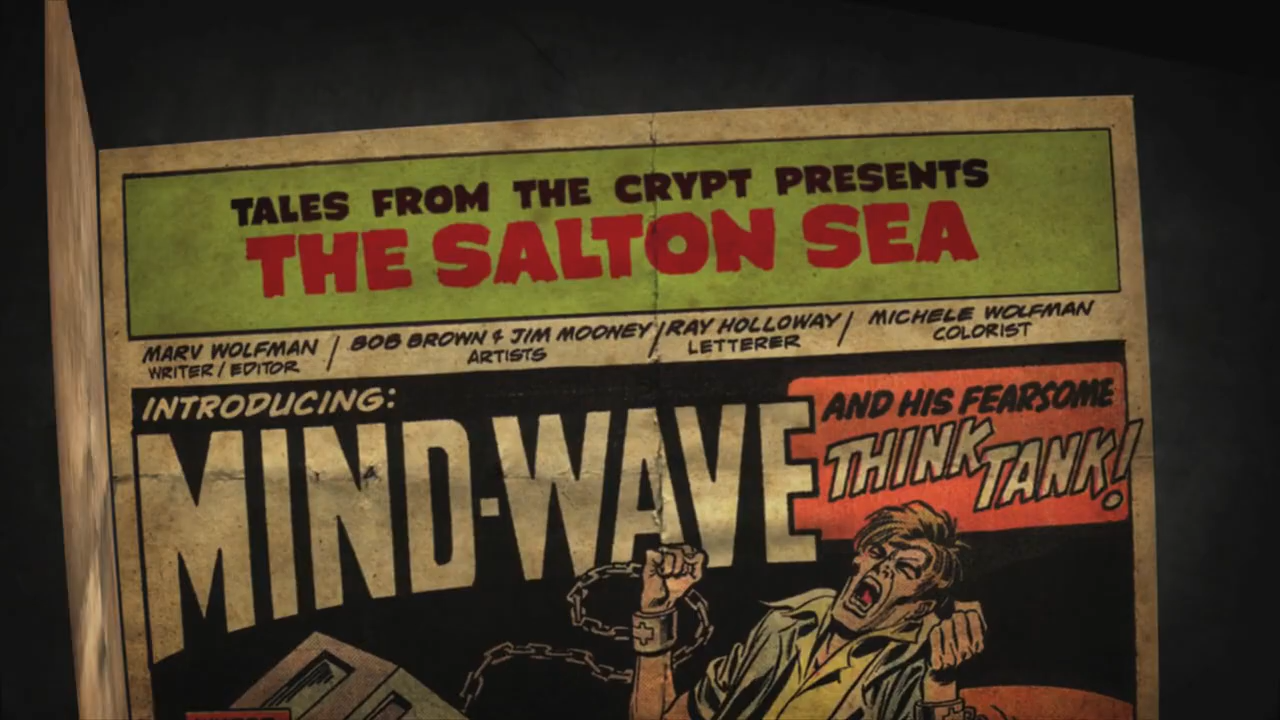 TALES FROM THE CRYPT PRESENTS
THE SALTON SEA
MARV WOLFMAN / BOB BROWN & JIM MOONEY / RAY HOLLOWAY / MICHELE WOLFMAN
WRITER/EDITOR ARTISTS LETTERER COLORIST
INTRODUCING:
MIND-WAVE
AND HIS FEARSOME
THINK TANK!